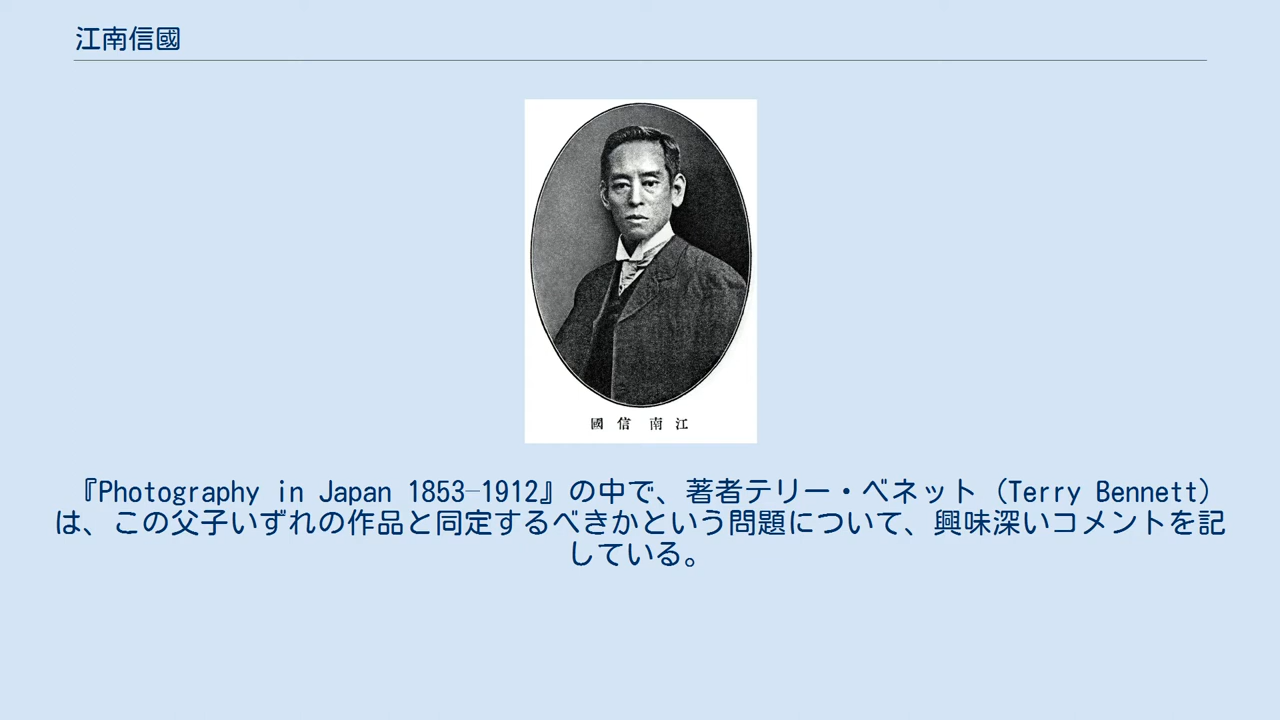 江南信國
國信南江
『Photography in Japan 1853–1912』の中で、著者テリー・ベネット（Terry Bennett）
は、この父子いずれの作品と同定するべきかという問題について、興味深いコメントを記
している。